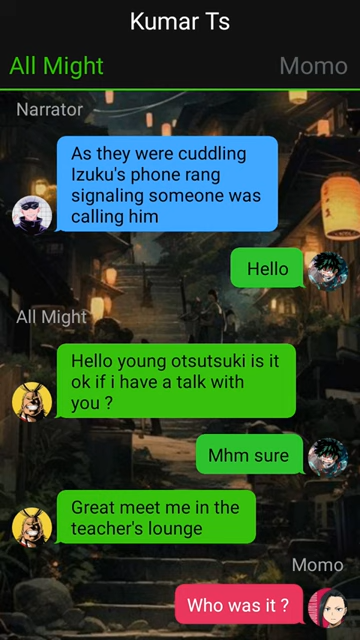 Kumar Ts
All Might
Momo
Narrator
As they were cuddling
Izuku's phone rang
signaling someone was
calling him
Hello
All Might
Hello young otsutsuki is it
ok if i have a talk with
you ?
Mhm sure
Great meet me in the
teacher's lounge
Momo
Who was it ?